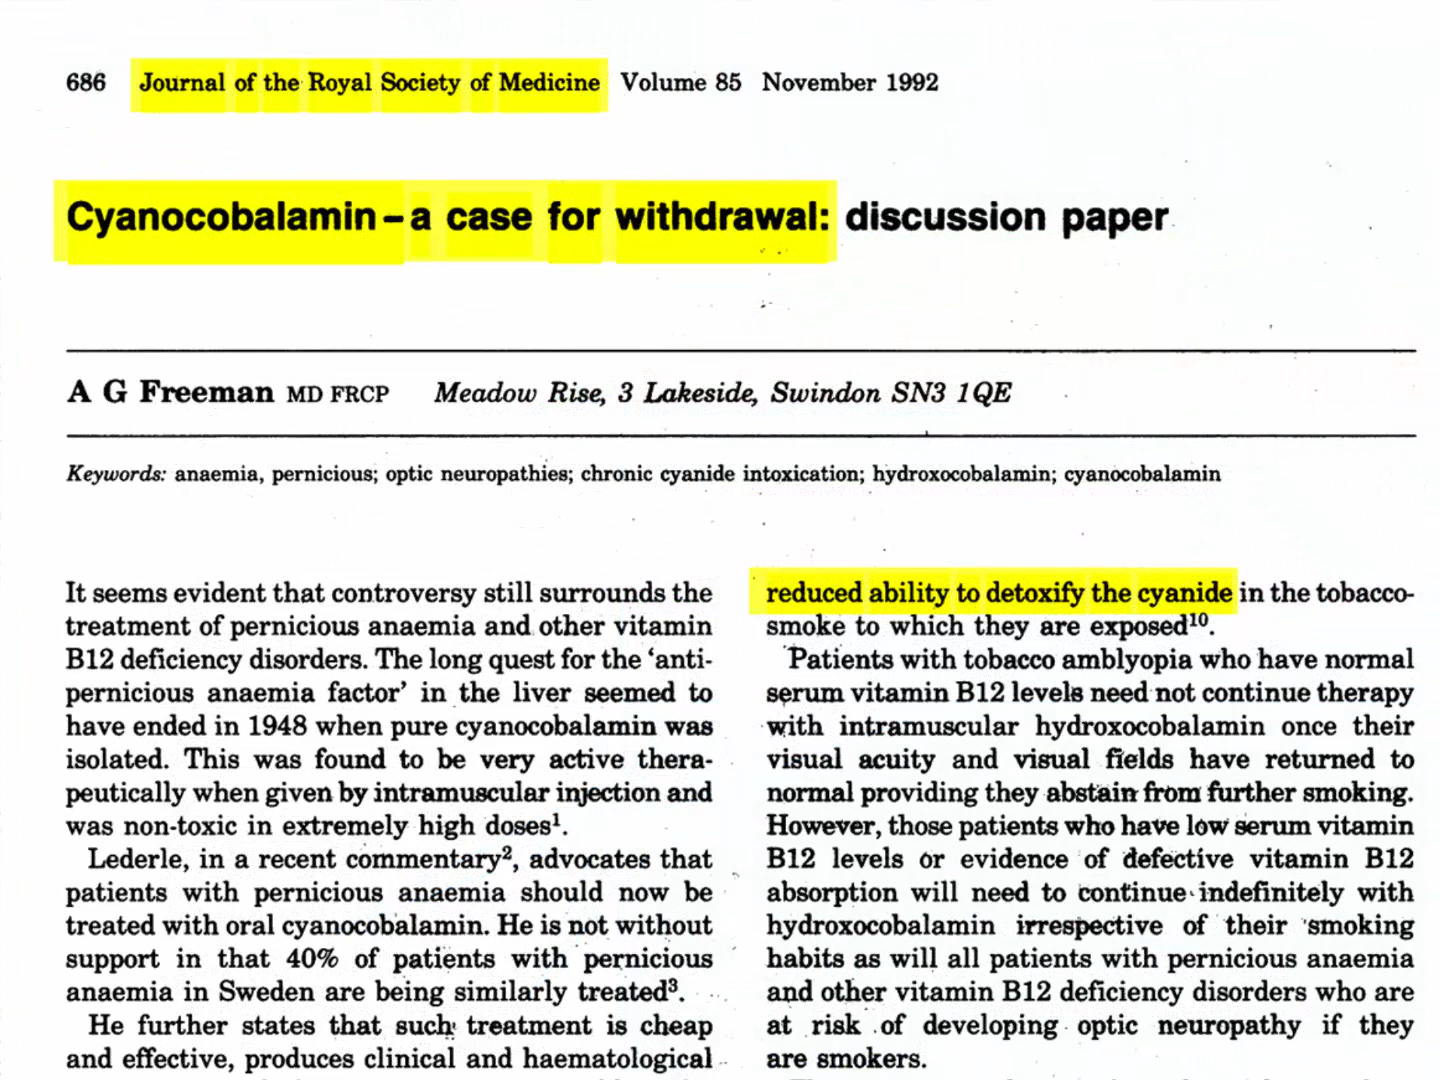 686 Journal of the Royal Society of Medicine Volume 85 November 1992
Cyanocobalamin – a case for withdrawal: discussion paper
A G Freeman MD FRCP Meadow Rise, 3 Lakeside, Swindon SN3 1QE
Keywords: anaemia, pernicious; optic neuropathies; chronic cyanide intoxication; hydroxocobalamin; cyanocobalamin
It seems evident that controversy still surrounds the
treatment of pernicious anaemia and other vitamin
B12 deficiency disorders. The long quest for the ‘anti-
pernicious anaemia factor’ in the liver seemed to
have ended in 1948 when pure cyanocobalamin was
isolated. This was found to be very active thera-
peutically when given by intramuscular injection and
was non-toxic in extremely high doses¹.
Lederle, in a recent commentary², advocates that
patients with pernicious anaemia should now be
treated with oral cyanocobalamin. He is not without
support in that 40% of patients with pernicious
anaemia in Sweden are being similarly treated³.
He further states that such treatment is cheap
and effective, produces clinical and haematological
reduced ability to detoxify the cyanide in the tobacco-
smoke to which they are exposed¹⁰.
Patients with tobacco amblyopia who have normal
serum vitamin B12 levels need not continue therapy
with intramuscular hydroxocobalamin once their
visual acuity and visual fields have returned to
normal providing they abstain from further smoking.
However, those patients who have low serum vitamin
B12 levels or evidence of defective vitamin B12
absorption will need to continue indefinitely with
hydroxocobalamin irrespective of their smoking
habits as will all patients with pernicious anaemia
and other vitamin B12 deficiency disorders who are
at risk of developing optic neuropathy if they
are smokers.